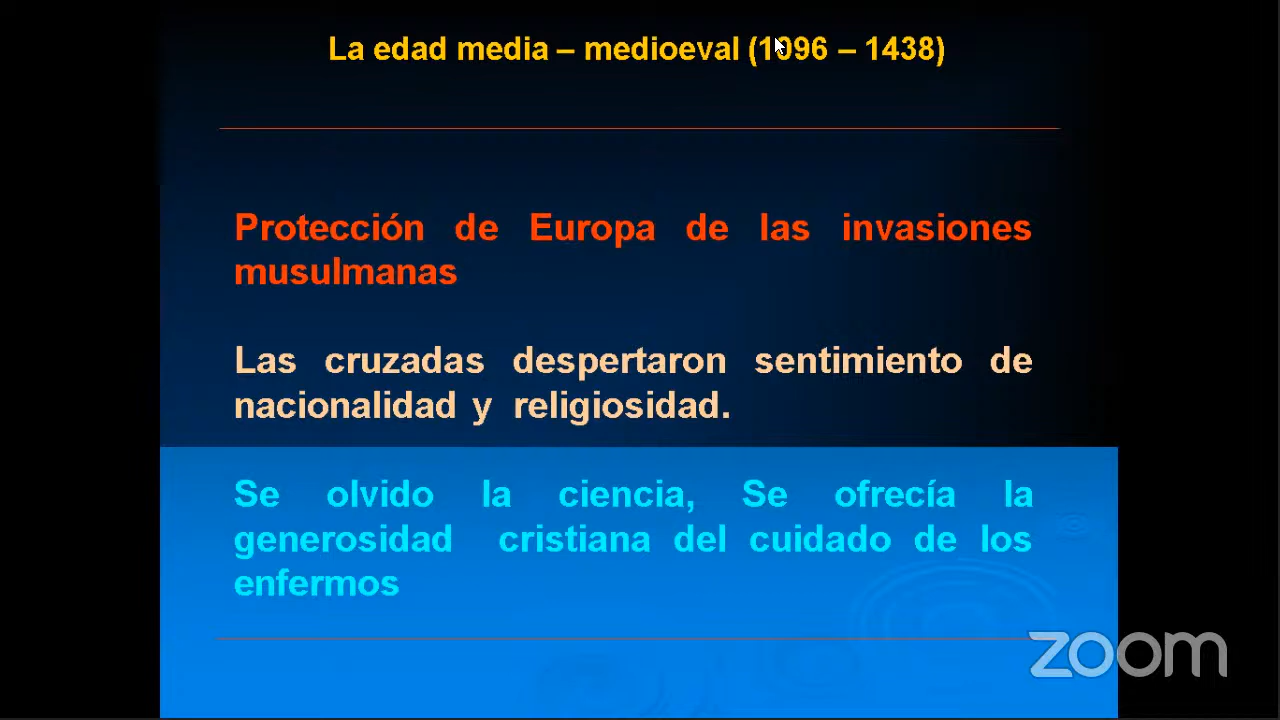 La edad media – medioeval (1096 – 1438)
Protección de Europa de las invasiones
musulmanas
Las cruzadas despertaron sentimiento de
nacionalidad y religiosidad.
Se olvido la ciencia, Se ofrecía la
generosidad cristiana del cuidado de los
enfermos
zoom